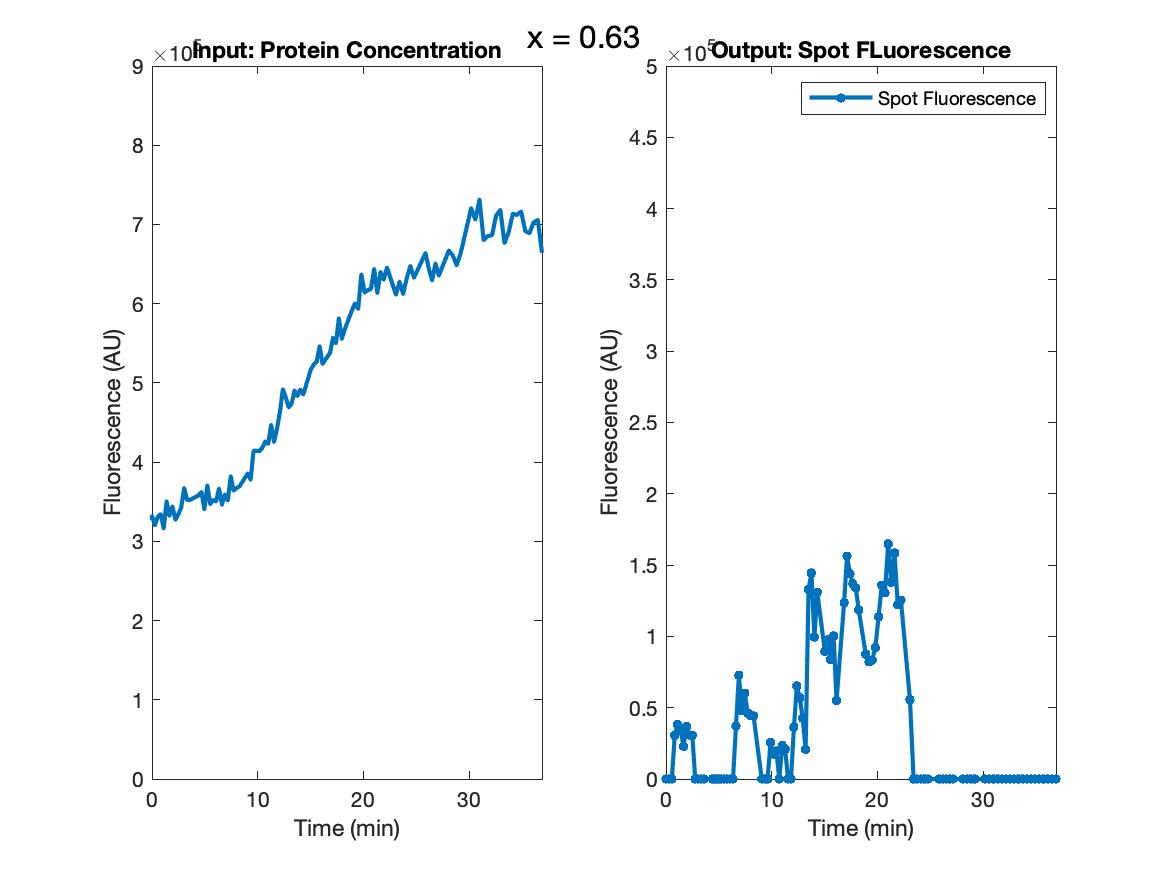 x = 0.63
×10⁵
Input: Protein Concentration
9
8
7
6
5
4
3
2
1
0
Fluorescence (AU)
0 10 20 30
Time (min)
×10⁵
Output: Spot FLuorescence
Spot Fluorescence
5
4.5
4
3.5
3
2.5
2
1.5
1
0.5
0
Fluorescence (AU)
0 10 20 30
Time (min)